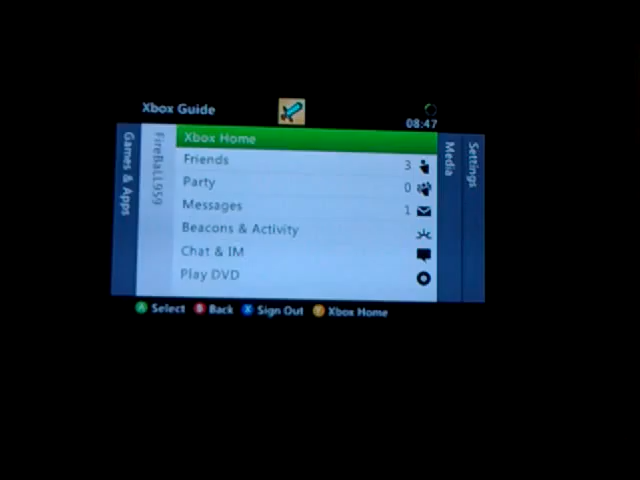 Xbox Guide
08:47
Games & Apps
FireBaLL959
Xbox Home
Friends 3
Party 0
Messages 1
Beacons & Activity
Chat & IM
Play DVD
Media
Settings
A Select B Back X Sign Out Y Xbox Home